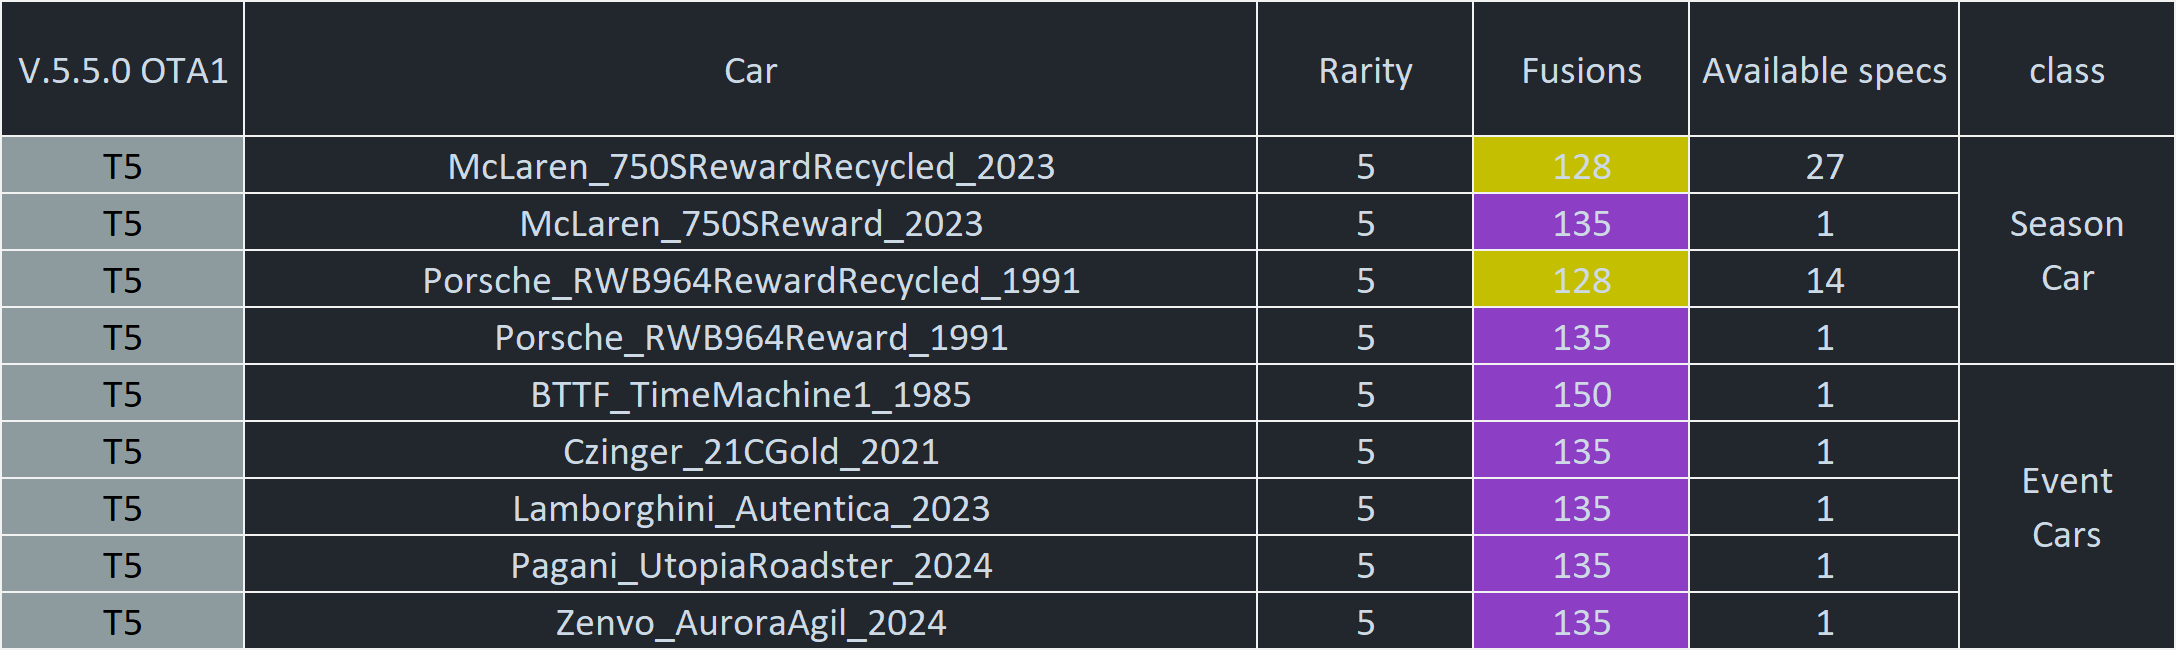 V.5.5.0 OTA1 Car Rarity Fusions Available specs class
T5 McLaren_750SRewardRecycled_2023 5 128 27
T5 McLaren_750SReward_2023 5 135 1
Season
Car
T5 Porsche_RWB964RewardRecycled_1991 5 128 14
T5 Porsche_RWB964Reward_1991 5 135 1
T5 BTTF_TimeMachine1_1985 5 150 1
T5 Czinger_21CGold_2021 5 135 1
Event
Cars
T5 Lamborghini_Autentica_2023 5 135 1
T5 Pagani_UtopiaRoadster_2024 5 135 1
T5 Zenvo_AuroraAgil_2024 5 135 1